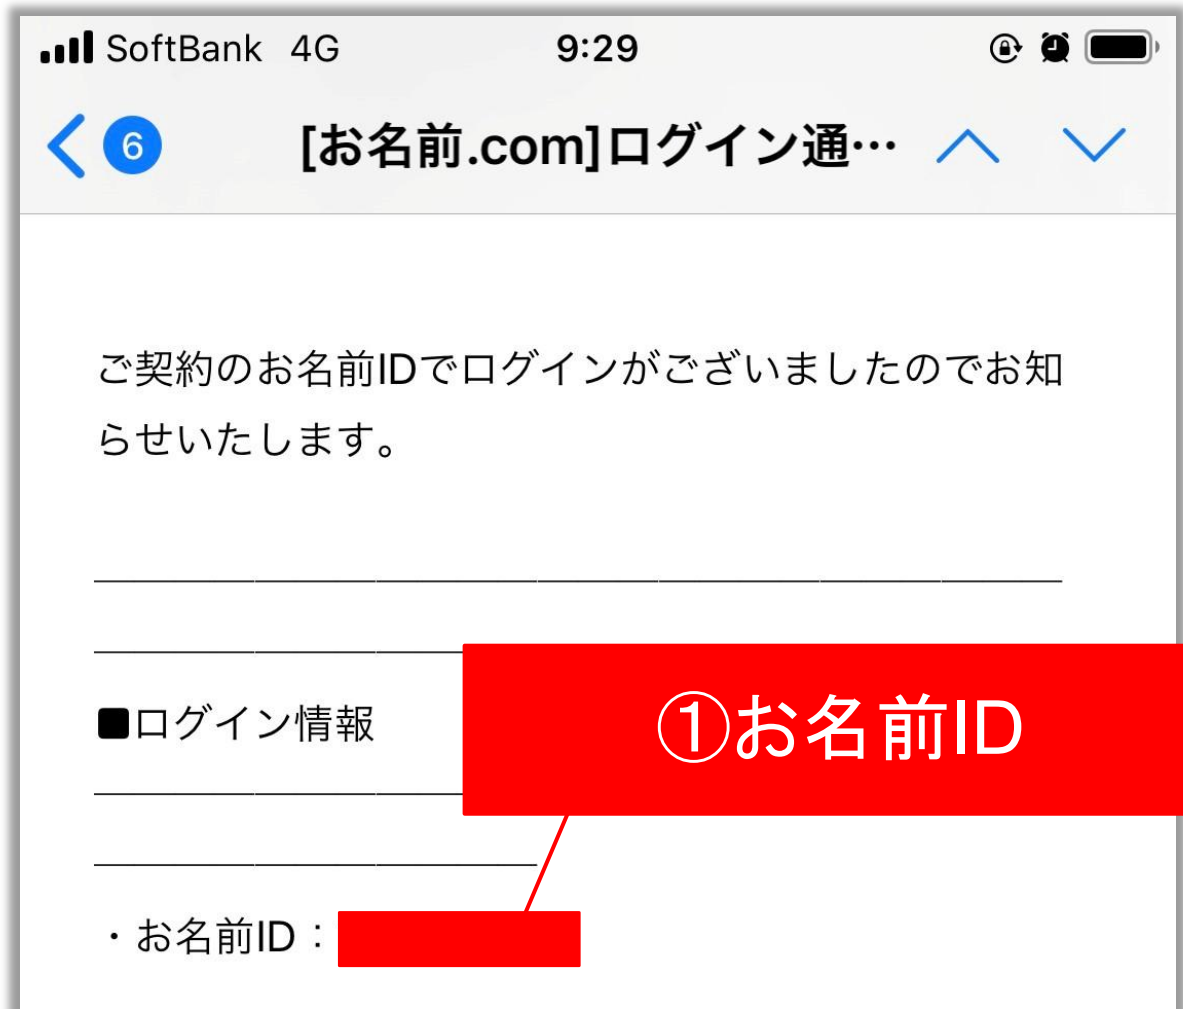 SoftBank 4G 9:29
6 [お名前.com]ログイン通…
ご契約のお名前IDでログインがございましたのでお知
らせいたします。
■ログイン情報
①お名前ID
・お名前ID：